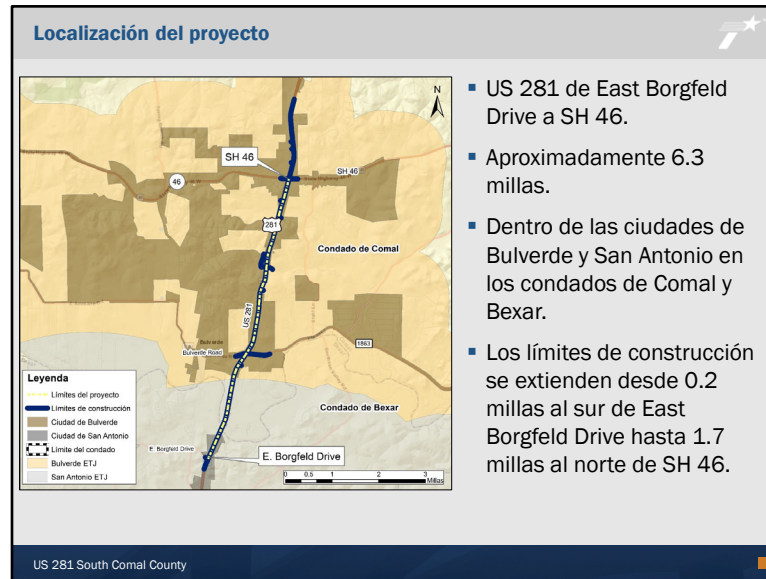 Localización del proyecto
N
SH 46
SH 46
46
281
Condado de Comal
US 281
Bulverde
Bulverde Road
1863
Leyenda
Límites del proyecto
Límites de construcción
Ciudad de Bulverde
Ciudad de San Antonio
Límite del condado
Bulverde ETJ
San Antonio ETJ
Condado de Bexar
E. Borgfeld Drive
E. Borgfeld Drive
0 0.5 1 2 3
Millas
▪ US 281 de East Borgfeld
Drive a SH 46.
▪ Aproximadamente 6.3
millas.
▪ Dentro de las ciudades de
Bulverde y San Antonio en
los condados de Comal y
Bexar.
▪ Los límites de construcción
se extienden desde 0.2
millas al sur de East
Borgfeld Drive hasta 1.7
millas al norte de SH 46.
US 281 South Comal County